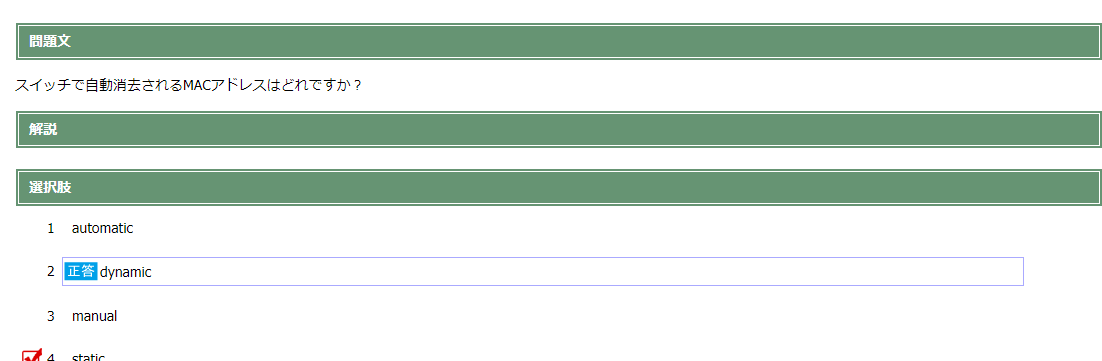 問題文
スイッチで自動消去されるMACアドレスはどれですか？
解説
選択肢
1 automatic
2 正答 dynamic
3 manual
4 static